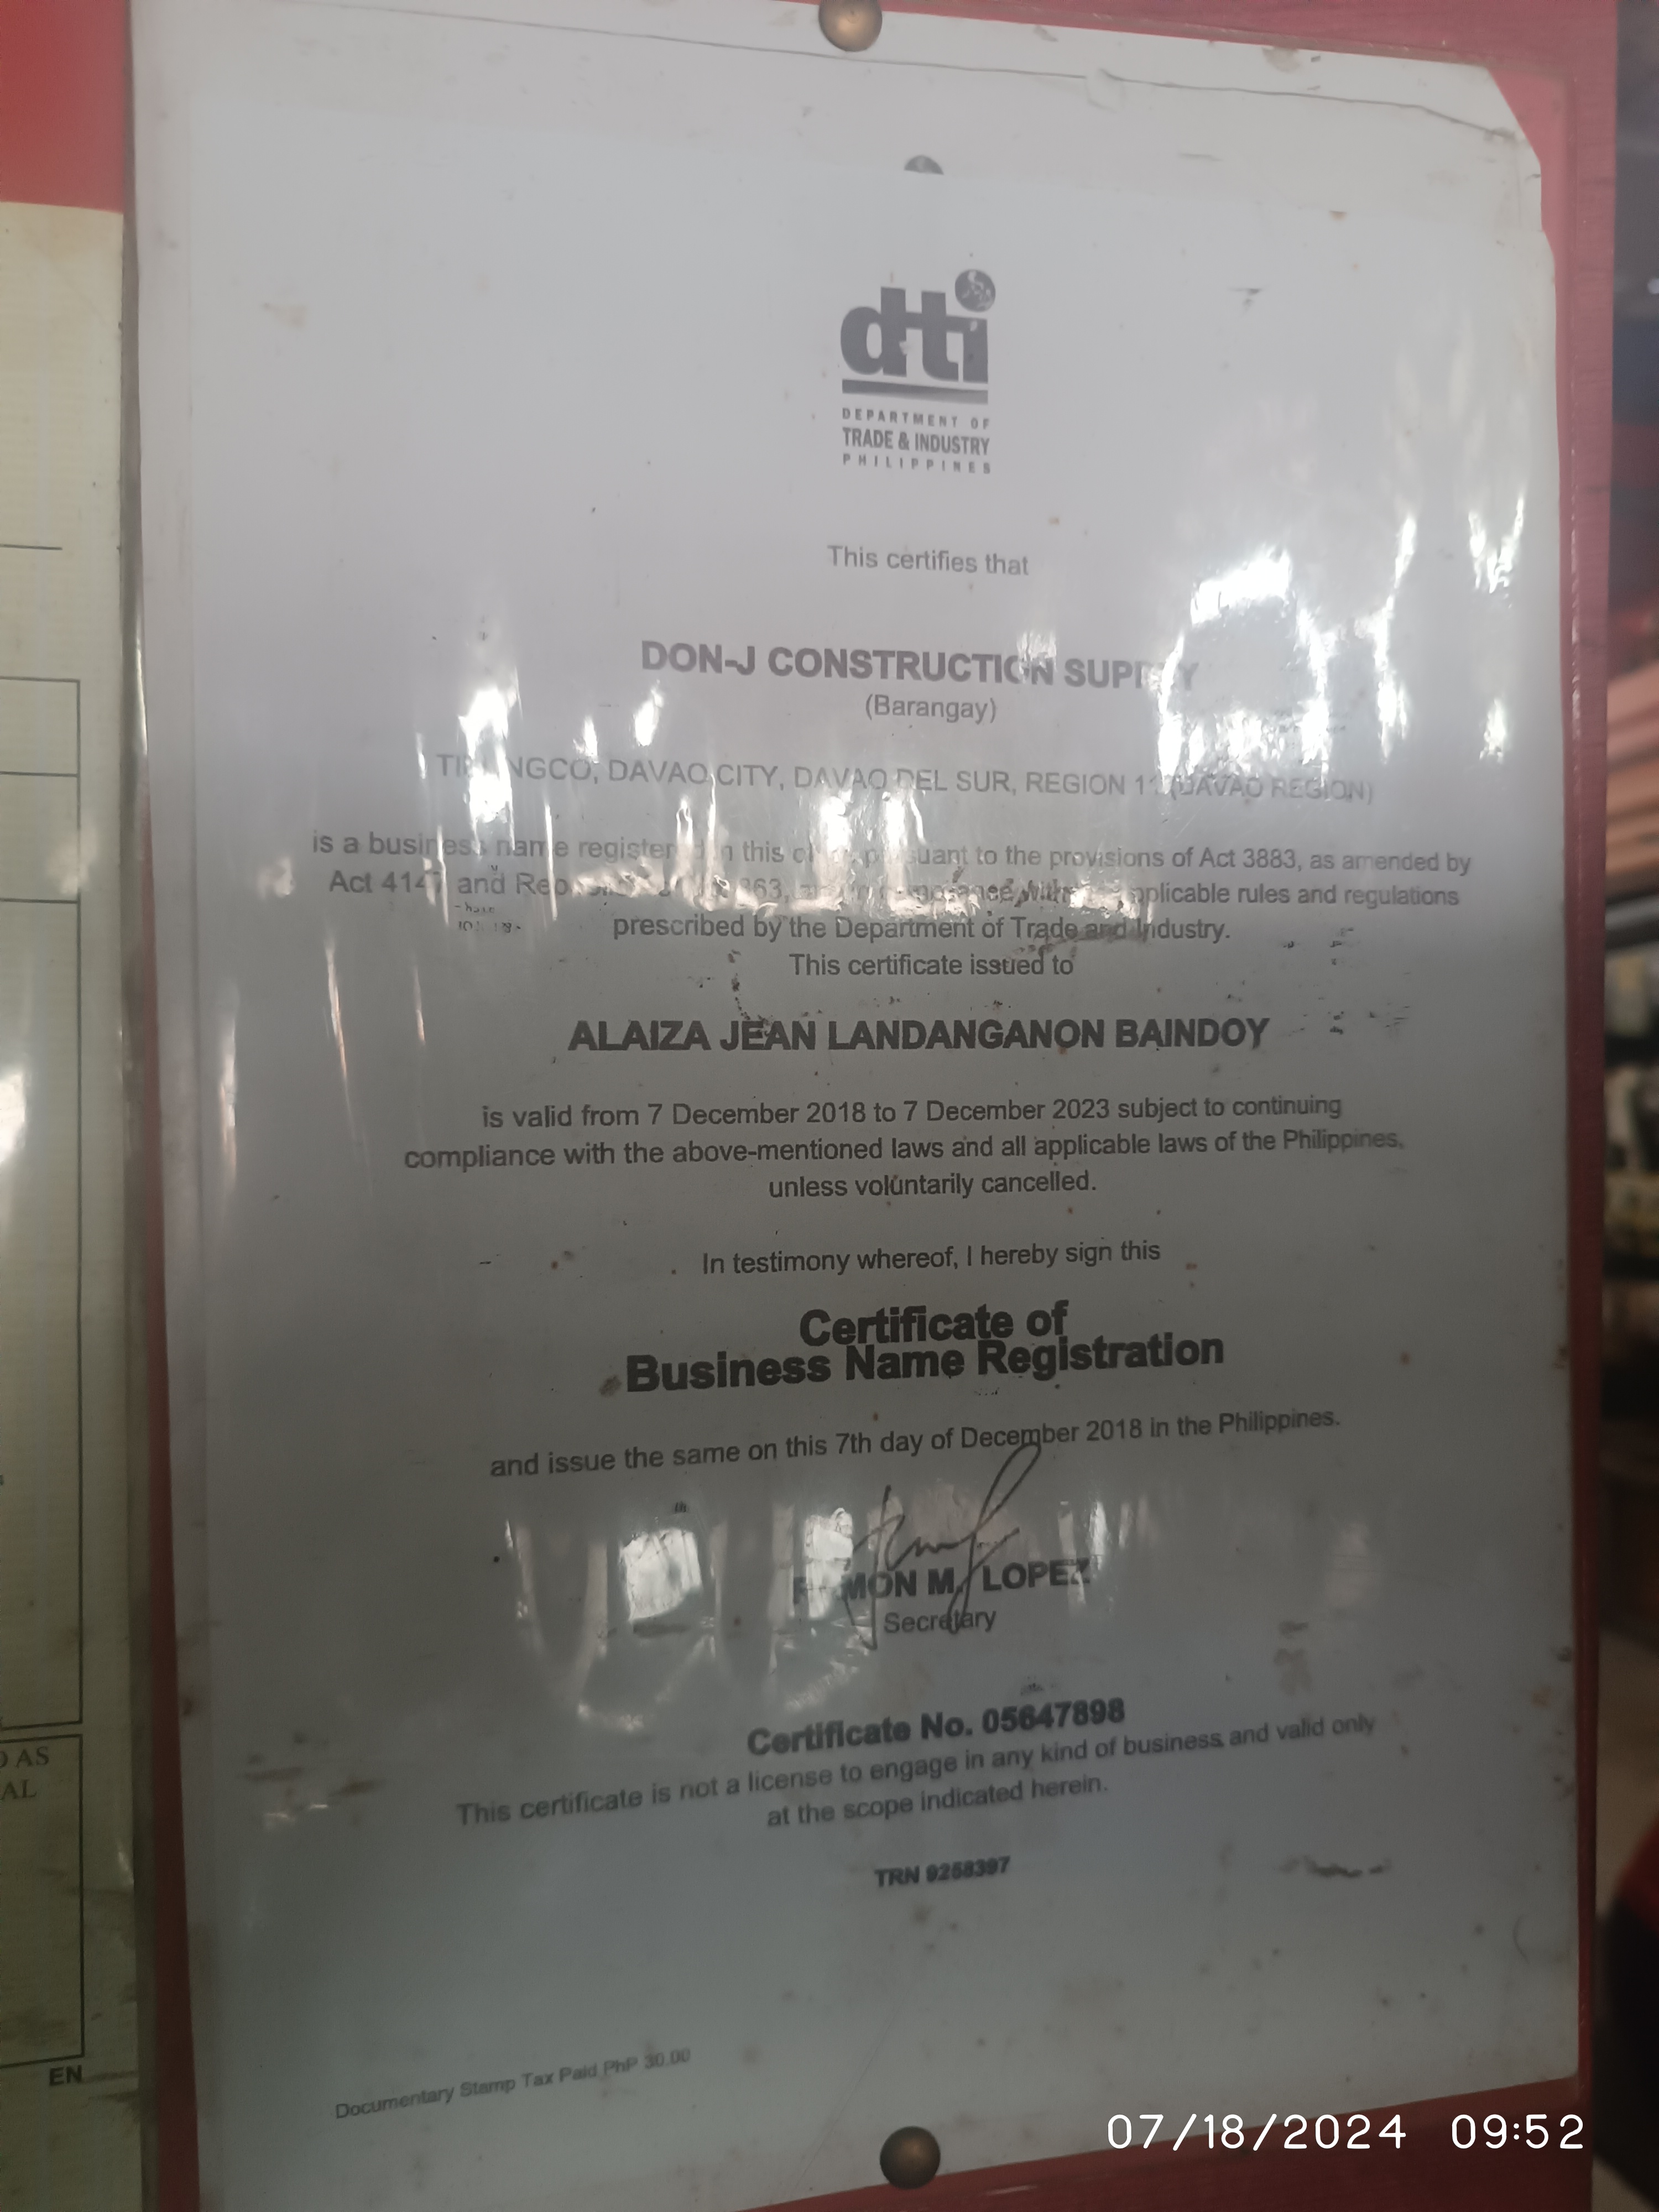 dti
DEPARTMENT OF
TRADE & INDUSTRY
PHILIPPINES
This certifies that
DON-J CONSTRUCTION
(Barangay)
DAVAO CITY, DAVAO DEL SUR, REGION 11 (DAVAO REGION)
is a business name registered in this pursuant to the provisions of Act 3883, as amended by
Act 4147 and applicable rules and regulations
prescribed by the Department of Trade and Industry.
This certificate issued to
ALAIZA JEAN LANDANGANON BAINDOY
is valid from 7 December 2018 to 7 December 2023 subject to continuing
compliance with the above-mentioned laws and all applicable laws of the Philippines,
unless voluntarily cancelled.
In testimony whereof, I hereby sign this
Certificate of
Business Name Registration
and issue the same on this 7th day of December 2018 in the Philippines.
M. LOPEZ
Secretary
Certificate No. 05647898
This certificate is not a license to engage in any kind of business and valid only
at the scope indicated herein.
TRN 9258397
Documentary Stamp Tax Paid PhP 30.00
AS
AL
EN
07/18/2024 09:52